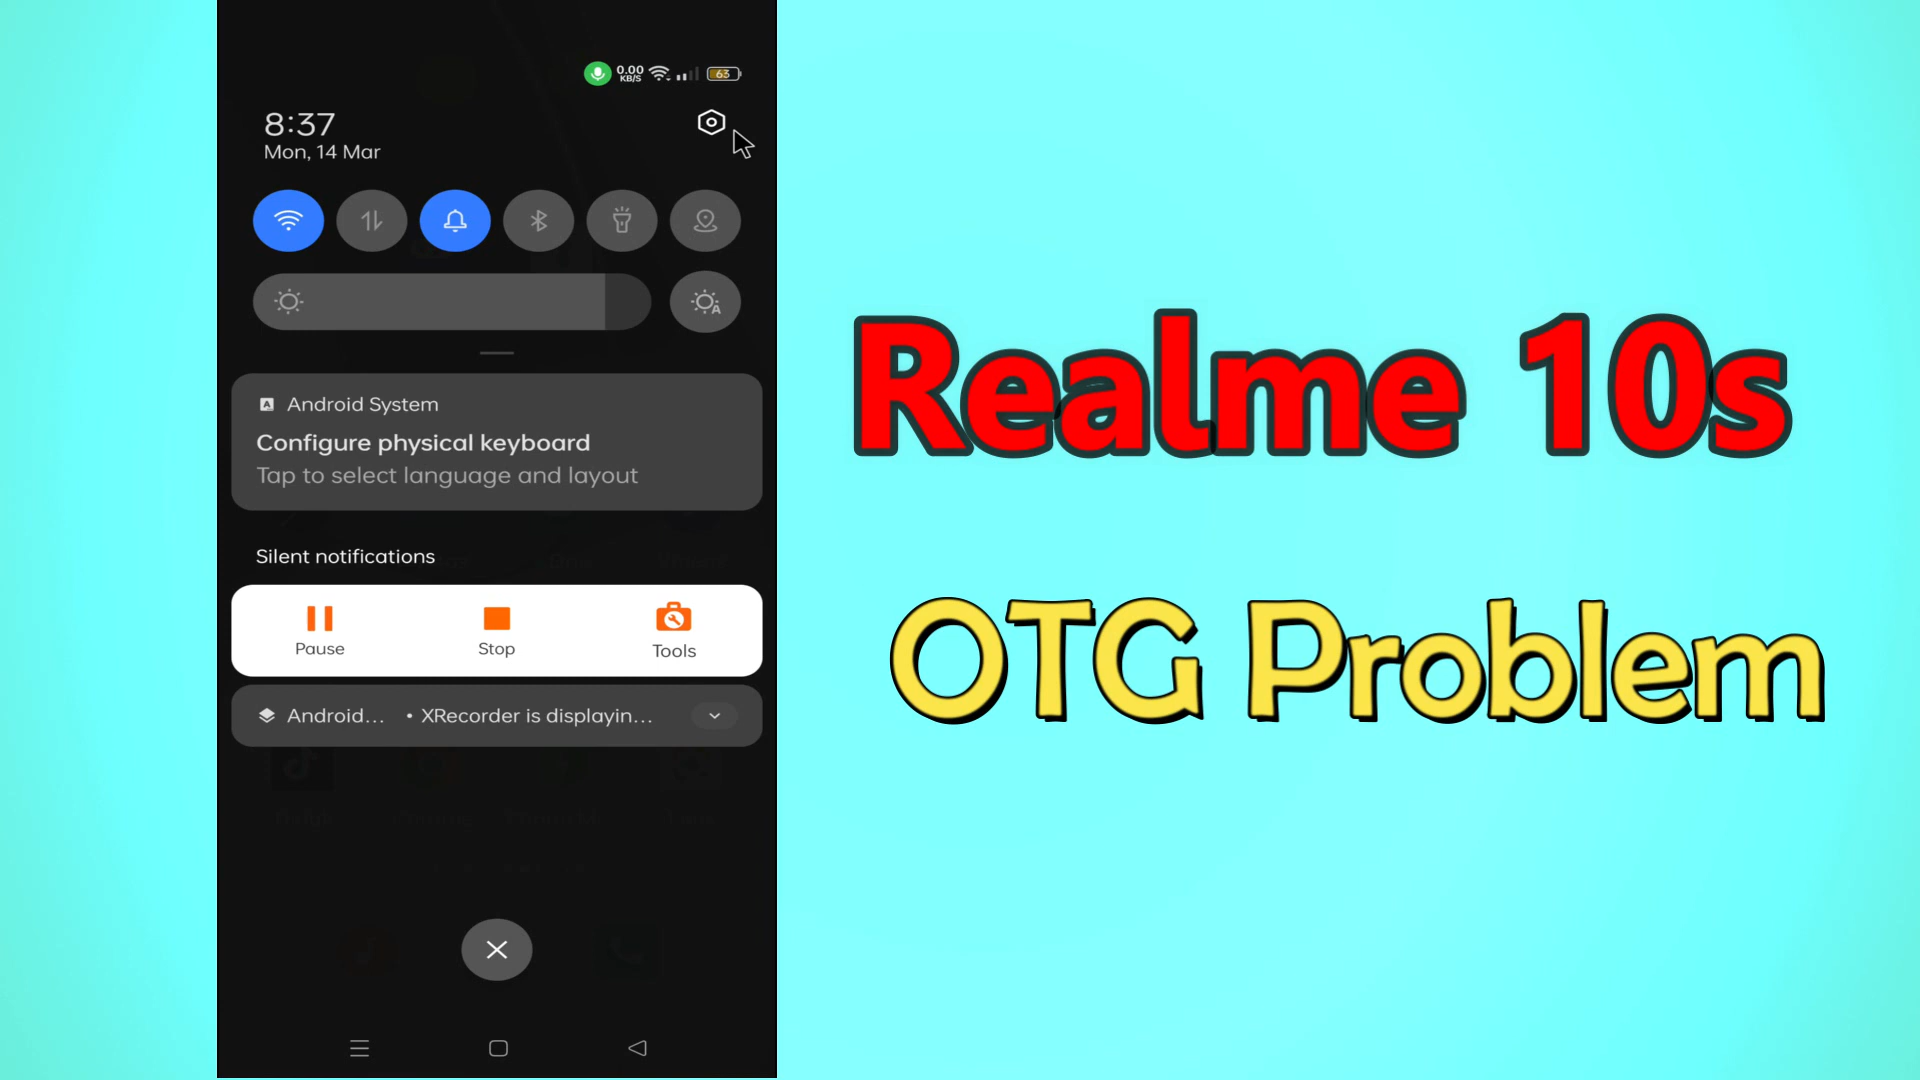 0.00
KB/S
63
8:37
Mon, 14 Mar
A
Android System
Configure physical keyboard
Tap to select language and layout
Silent notifications
Pause
Stop
Tools
Android... • XRecorder is displayin...
Realme 10s
OTG Problem